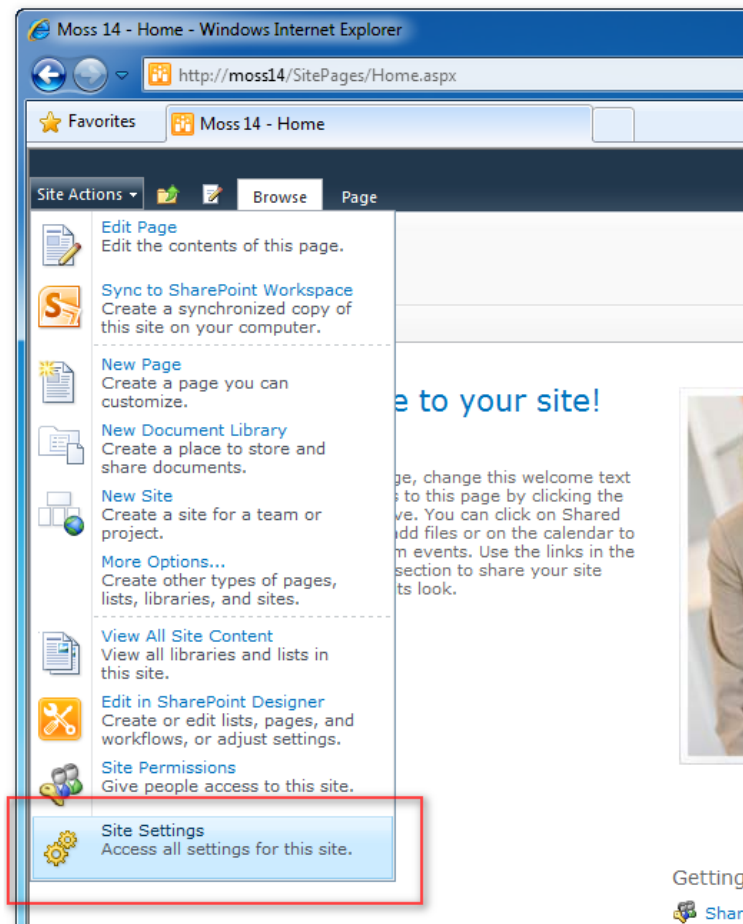 Moss 14 - Home - Windows Internet Explorer
http://moss14/SitePages/Home.aspx
Favorites
Moss 14 - Home
Site Actions
Browse
Page
Edit Page
Edit the contents of this page.
Sync to SharePoint Workspace
Create a synchronized copy of
this site on your computer.
New Page
Create a page you can
customize.
New Document Library
Create a place to store and
share documents.
New Site
Create a site for a team or
project.
More Options...
Create other types of pages,
lists, libraries, and sites.
View All Site Content
View all libraries and lists in
this site.
Edit in SharePoint Designer
Create or edit lists, pages, and
workflows, or adjust settings.
Site Permissions
Give people access to this site.
Site Settings
Access all settings for this site.
e to your site!
ge, change this welcome text
s to this page by clicking the
ve. You can click on Shared
add files or on the calendar to
m events. Use the links in the
section to share your site
ts look.
Getting
Shar